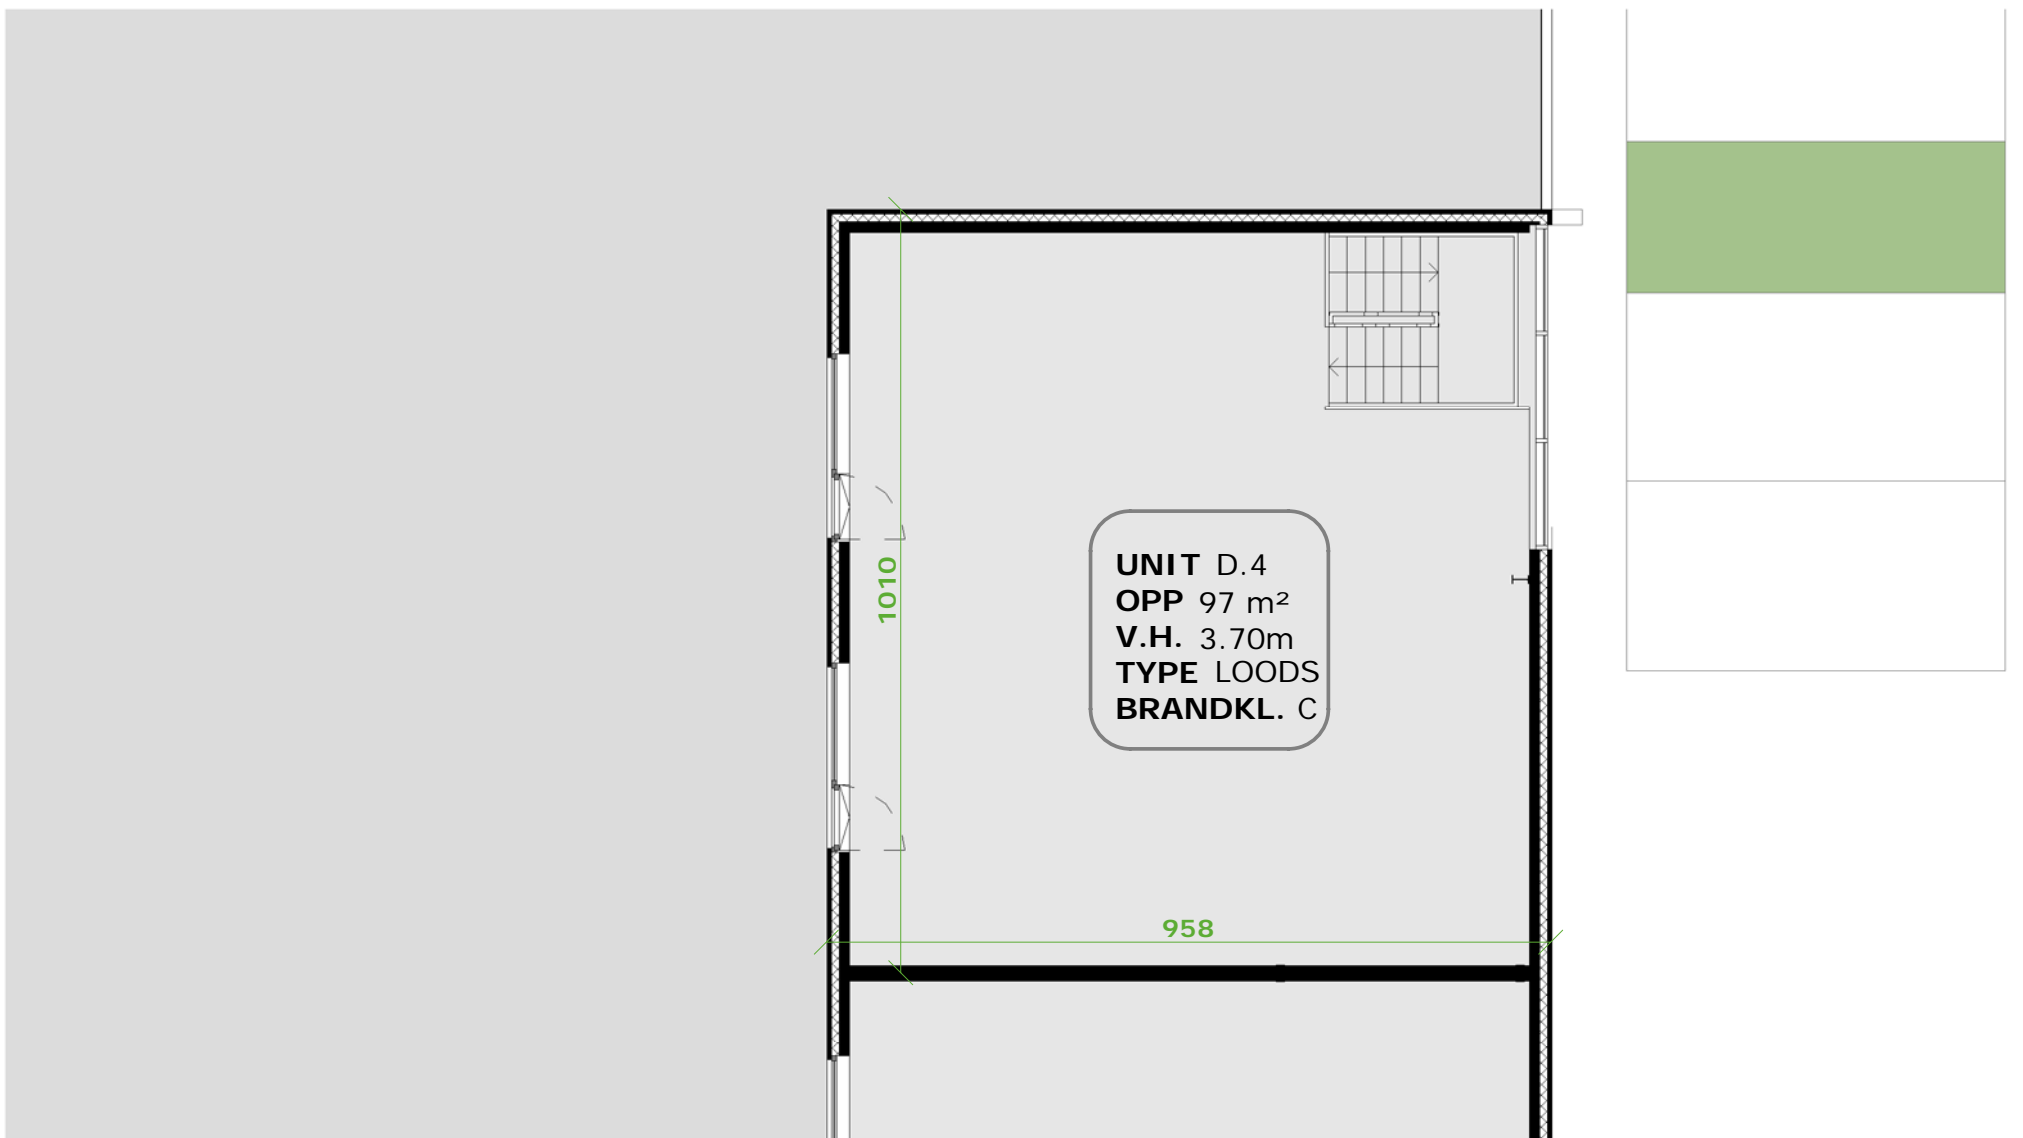 1010
UNIT D.4
OPP 97 m²
V.H. 3.70m
TYPE LOODS
BRANDKL. C
958